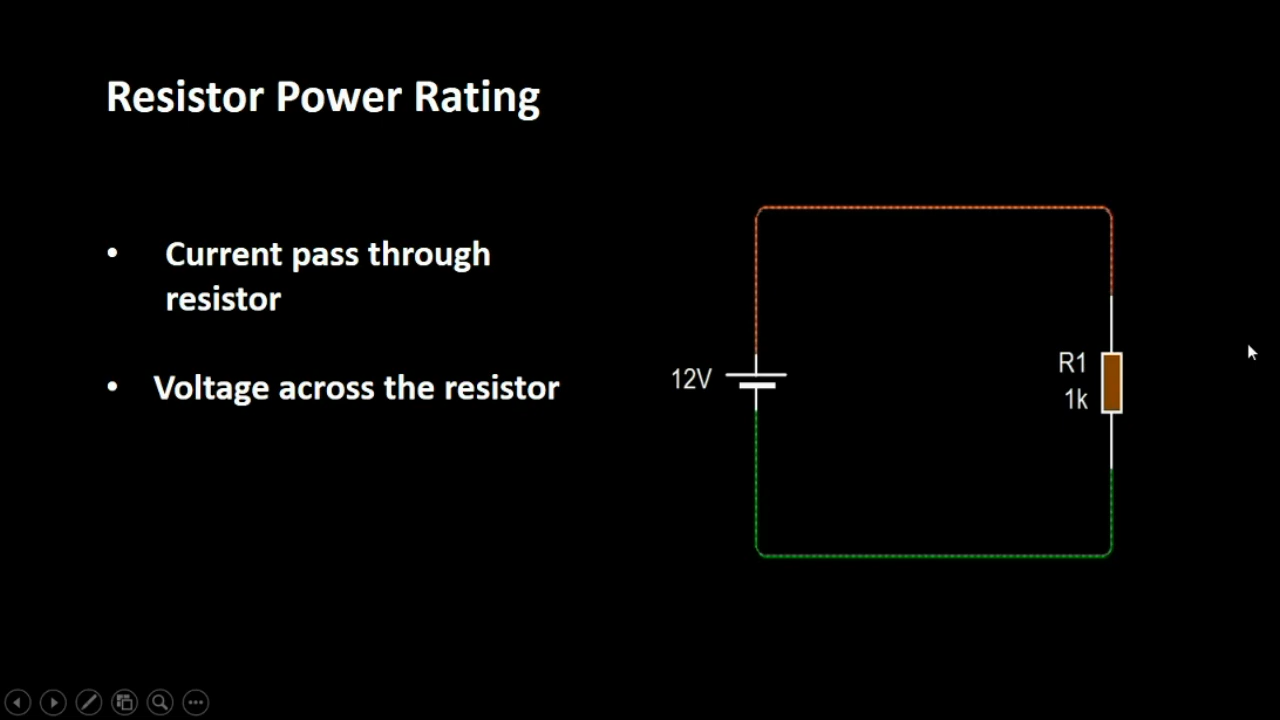 Resistor Power Rating
• Current pass through
resistor
• Voltage across the resistor
12V
R1
1k